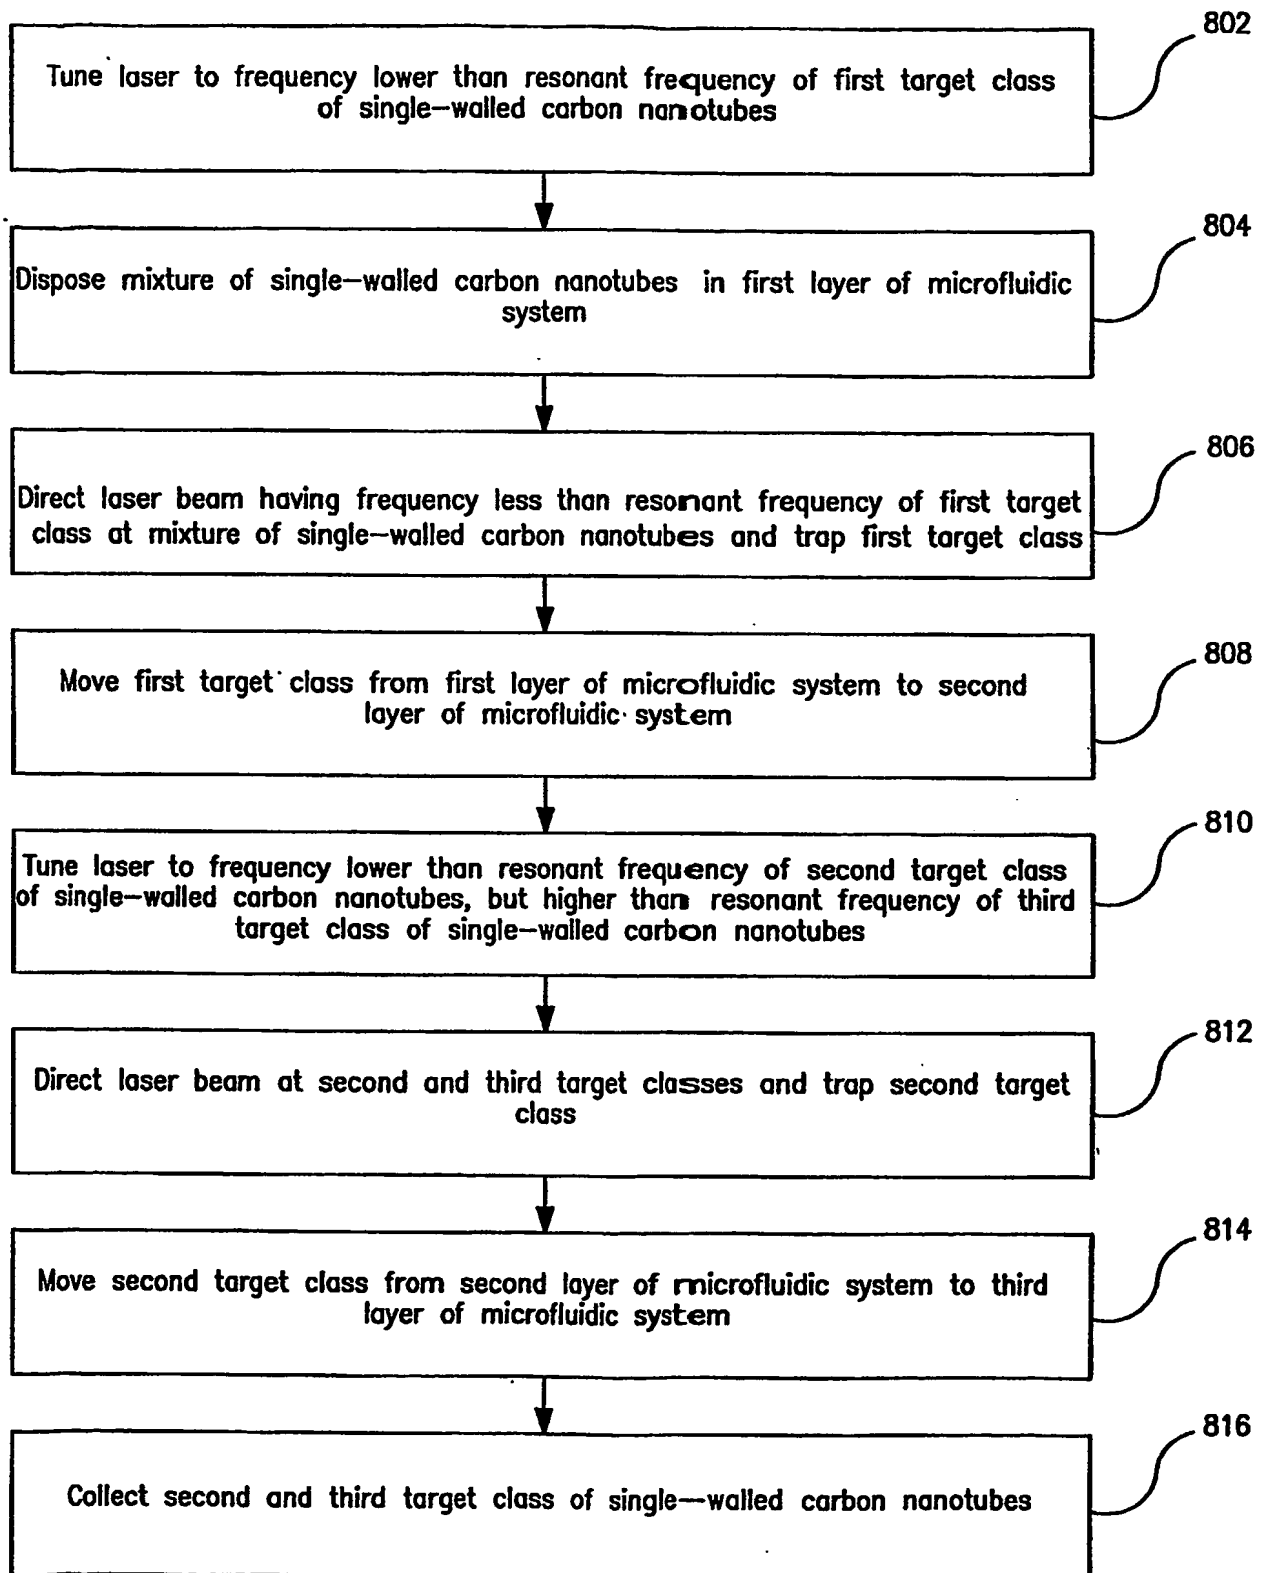 802
Tune laser to frequency lower than resonant frequency of first target class
of single-walled carbon nanotubes
804
Dispose mixture of single-walled carbon nanotubes in first layer of microfluidic
system
806
Direct laser beam having frequency less than resonant frequency of first target
class at mixture of single-walled carbon nanotubes and trap first target class
808
Move first target class from first layer of microfluidic system to second
layer of microfluidic system
810
Tune laser to frequency lower than resonant frequency of second target class
of single-walled carbon nanotubes, but higher than resonant frequency of third
target class of single-walled carbon nanotubes
812
Direct laser beam at second and third target classes and trap second target
class
814
Move second target class from second layer of microfluidic system to third
layer of microfluidic system
816
Collect second and third target class of single-walled carbon nanotubes